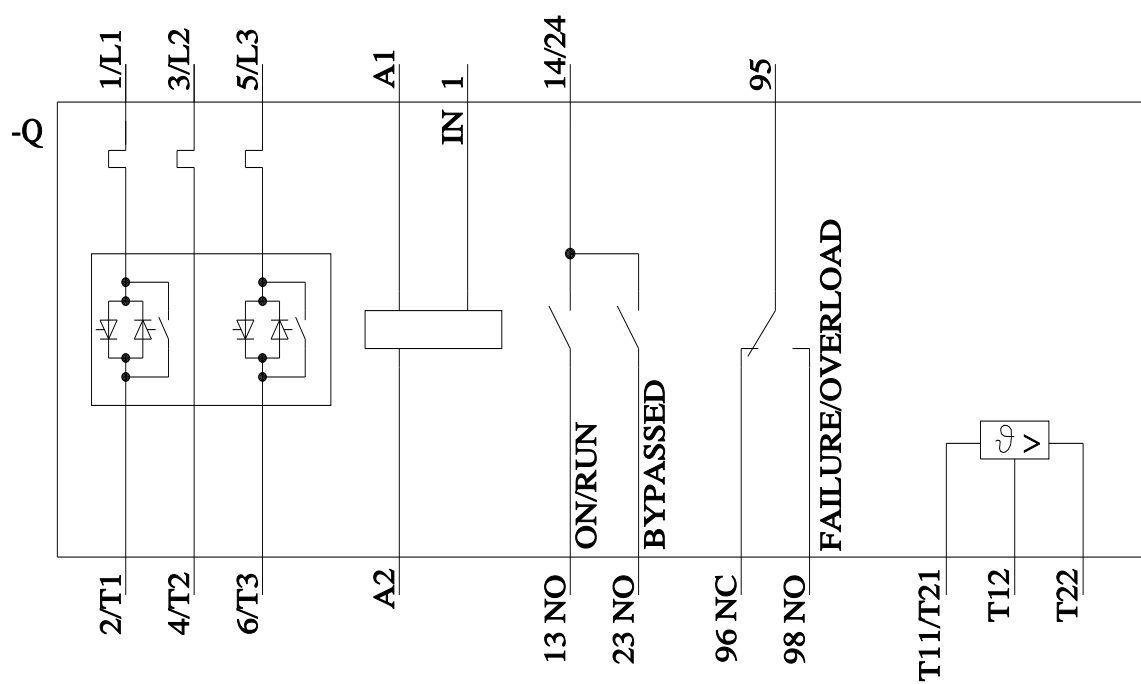 1/L1
3/L2
5/L3
A1
1
14/24
95
-Q
IN
ON/RUN
BYPASSED
FAILURE/OVERLOAD
ϑ >
2/T1
4/T2
6/T3
A2
13 NO
23 NO
96 NC
98 NO
T11/T21
T12
T22